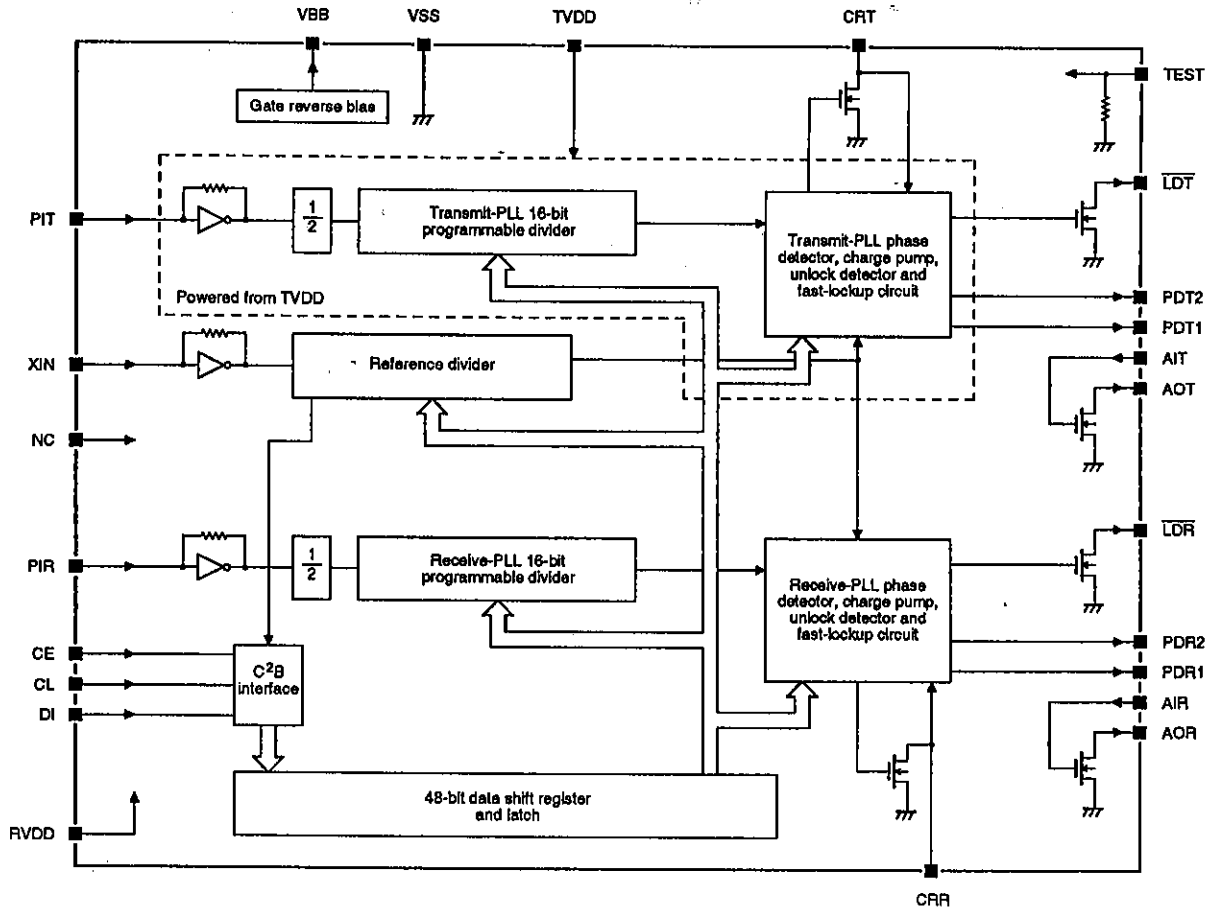 VBB VSS TVDD CRT
TEST
Gate reverse bias
LDT
PIT
1
2
Transmit-PLL 16-bit
programmable divider
Transmit-PLL phase
detector, charge pump,
unlock detector and
fast-lockup circuit
Powered from TVDD
PDT2
PDT1
XIN
Reference divider
AIT
AOT
NC
LDR
PIR
1
2
Receive-PLL 16-bit
programmable divider
Receive-PLL phase
detector, charge pump,
unlock detector and
fast-lockup circuit
PDR2
PDR1
CE
CL
DI
C²B
interface
AIR
AOR
48-bit data shift register
and latch
RVDD
CRR